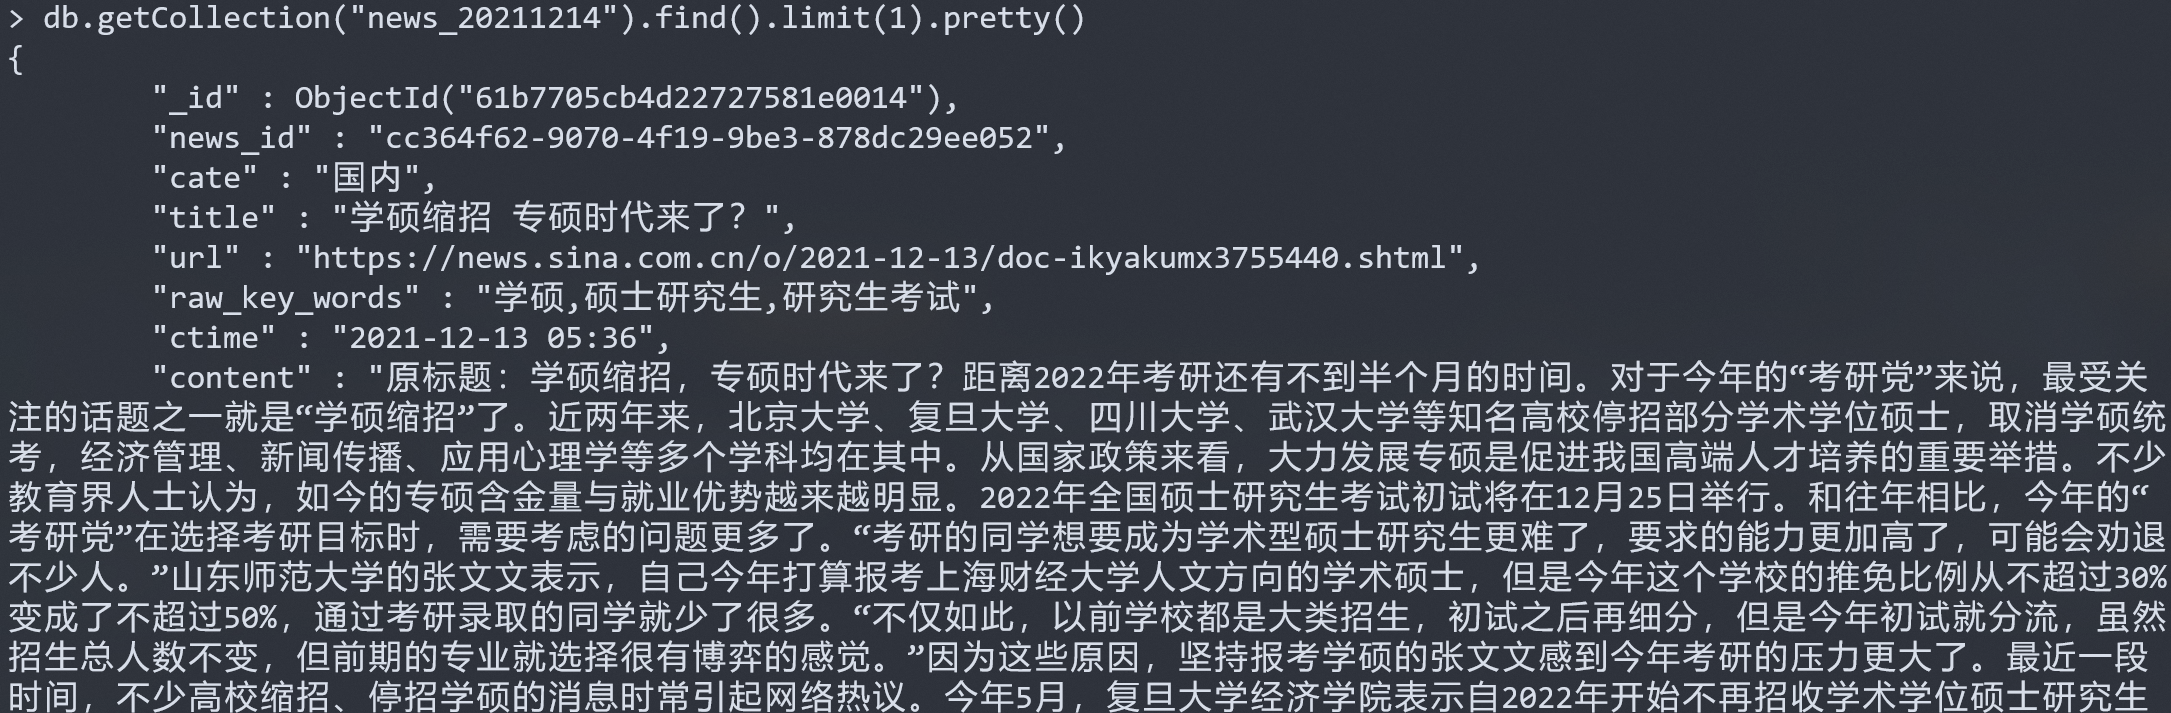 > db.getCollection("news_20211214").find().limit(1).pretty()
{
"_id" : ObjectId("61b7705cb4d22727581e0014"),
"news_id" : "cc364f62-9070-4f19-9be3-878dc29ee052",
"cate" : "国内",
"title" : "学硕缩招 专硕时代来了？",
"url" : "https://news.sina.com.cn/o/2021-12-13/doc-ikyakumx3755440.shtml",
"raw_key_words" : "学硕,硕士研究生,研究生考试",
"ctime" : "2021-12-13 05:36",
"content" : "原标题：学硕缩招，专硕时代来了？距离2022年考研还有不到半个月的时间。对于今年的“考研党”来说，最受关
注的话题之一就是“学硕缩招”了。近两年来，北京大学、复旦大学、四川大学、武汉大学等知名高校停招部分学术学位硕士，取消学硕统
考，经济管理、新闻传播、应用心理学等多个学科均在其中。从国家政策来看，大力发展专硕是促进我国高端人才培养的重要举措。不少
教育界人士认为，如今的专硕含金量与就业优势越来越明显。2022年全国硕士研究生考试初试将在12月25日举行。和往年相比，今年的“
考研党”在选择考研目标时，需要考虑的问题更多了。“考研的同学想要成为学术型硕士研究生更难了，要求的能力更加高了，可能会劝退
不少人。”山东师范大学的张文文表示，自己今年打算报考上海财经大学人文方向的学术硕士，但是今年这个学校的推免比例从不超过30%
变成了不超过50%，通过考研录取的同学就少了很多。“不仅如此，以前学校都是大类招生，初试之后再细分，但是今年初试就分流，虽然
招生总人数不变，但前期的专业就选择很有博弈的感觉。”因为这些原因，坚持报考学硕的张文文感到今年考研的压力更大了。最近一段
时间，不少高校缩招、停招学硕的消息时常引起网络热议。今年5月，复旦大学经济学院表示自2022年开始不再招收学术学位硕士研究生